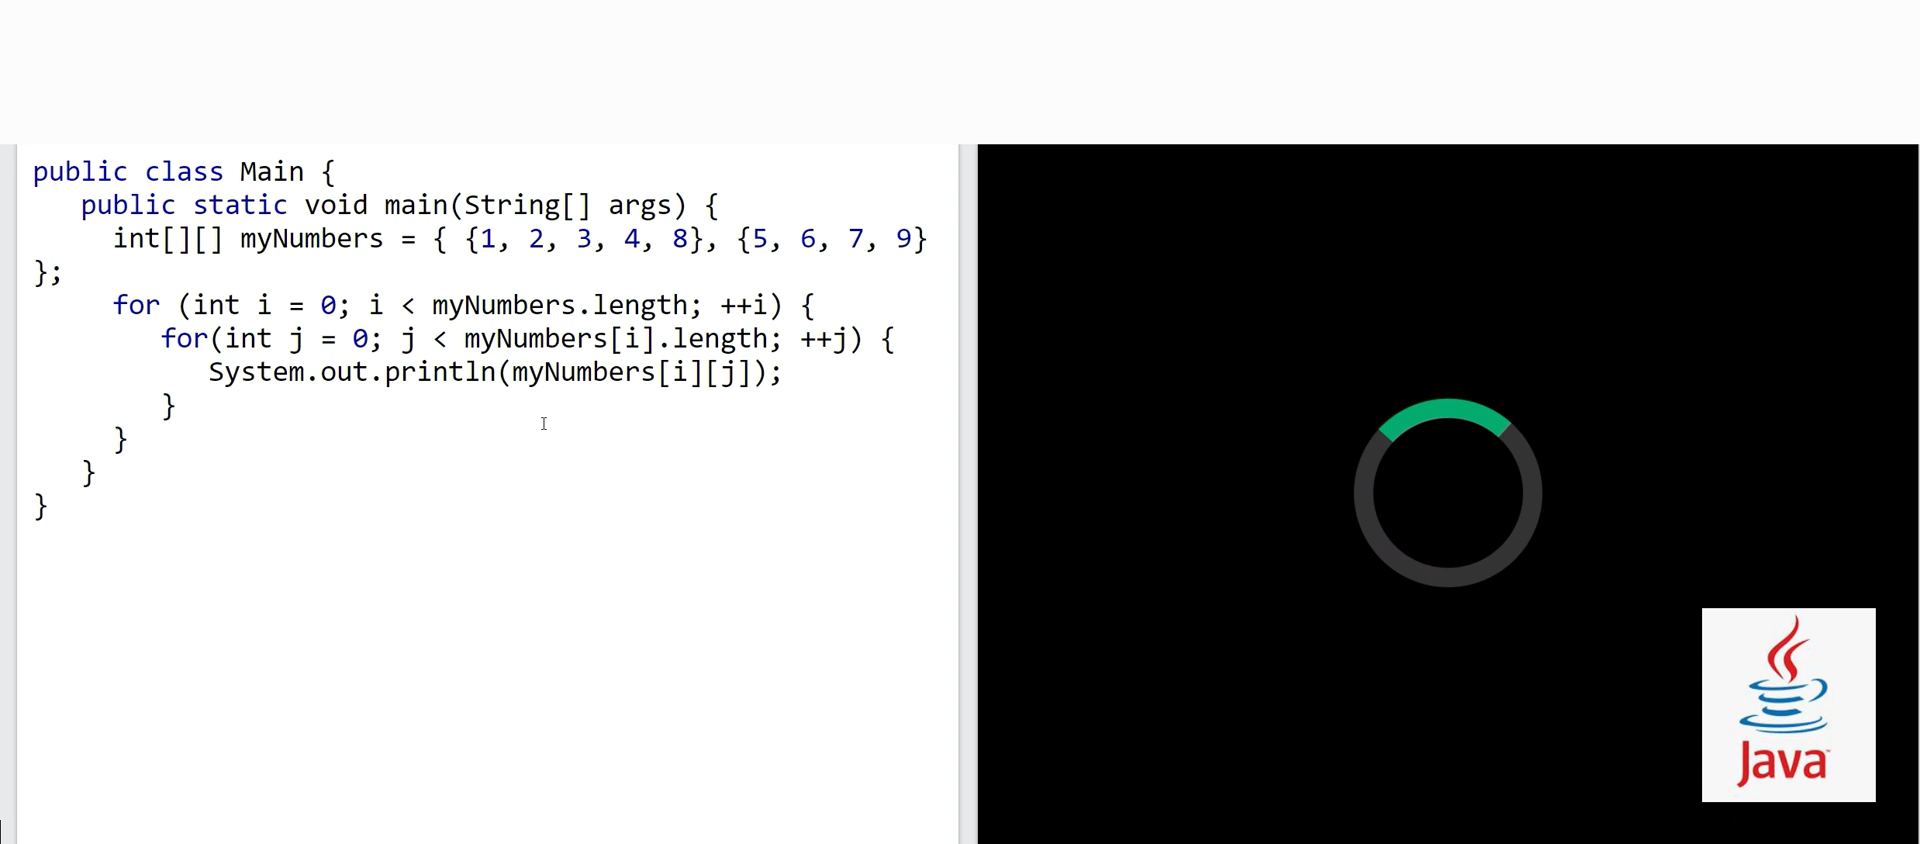 public class Main {
public static void main(String[] args) {
int[][] myNumbers = { {1, 2, 3, 4, 8}, {5, 6, 7, 9}
};
for (int i = 0; i < myNumbers.length; ++i) {
for(int j = 0; j < myNumbers[i].length; ++j) {
System.out.println(myNumbers[i][j]);
}
}
}
}
Java